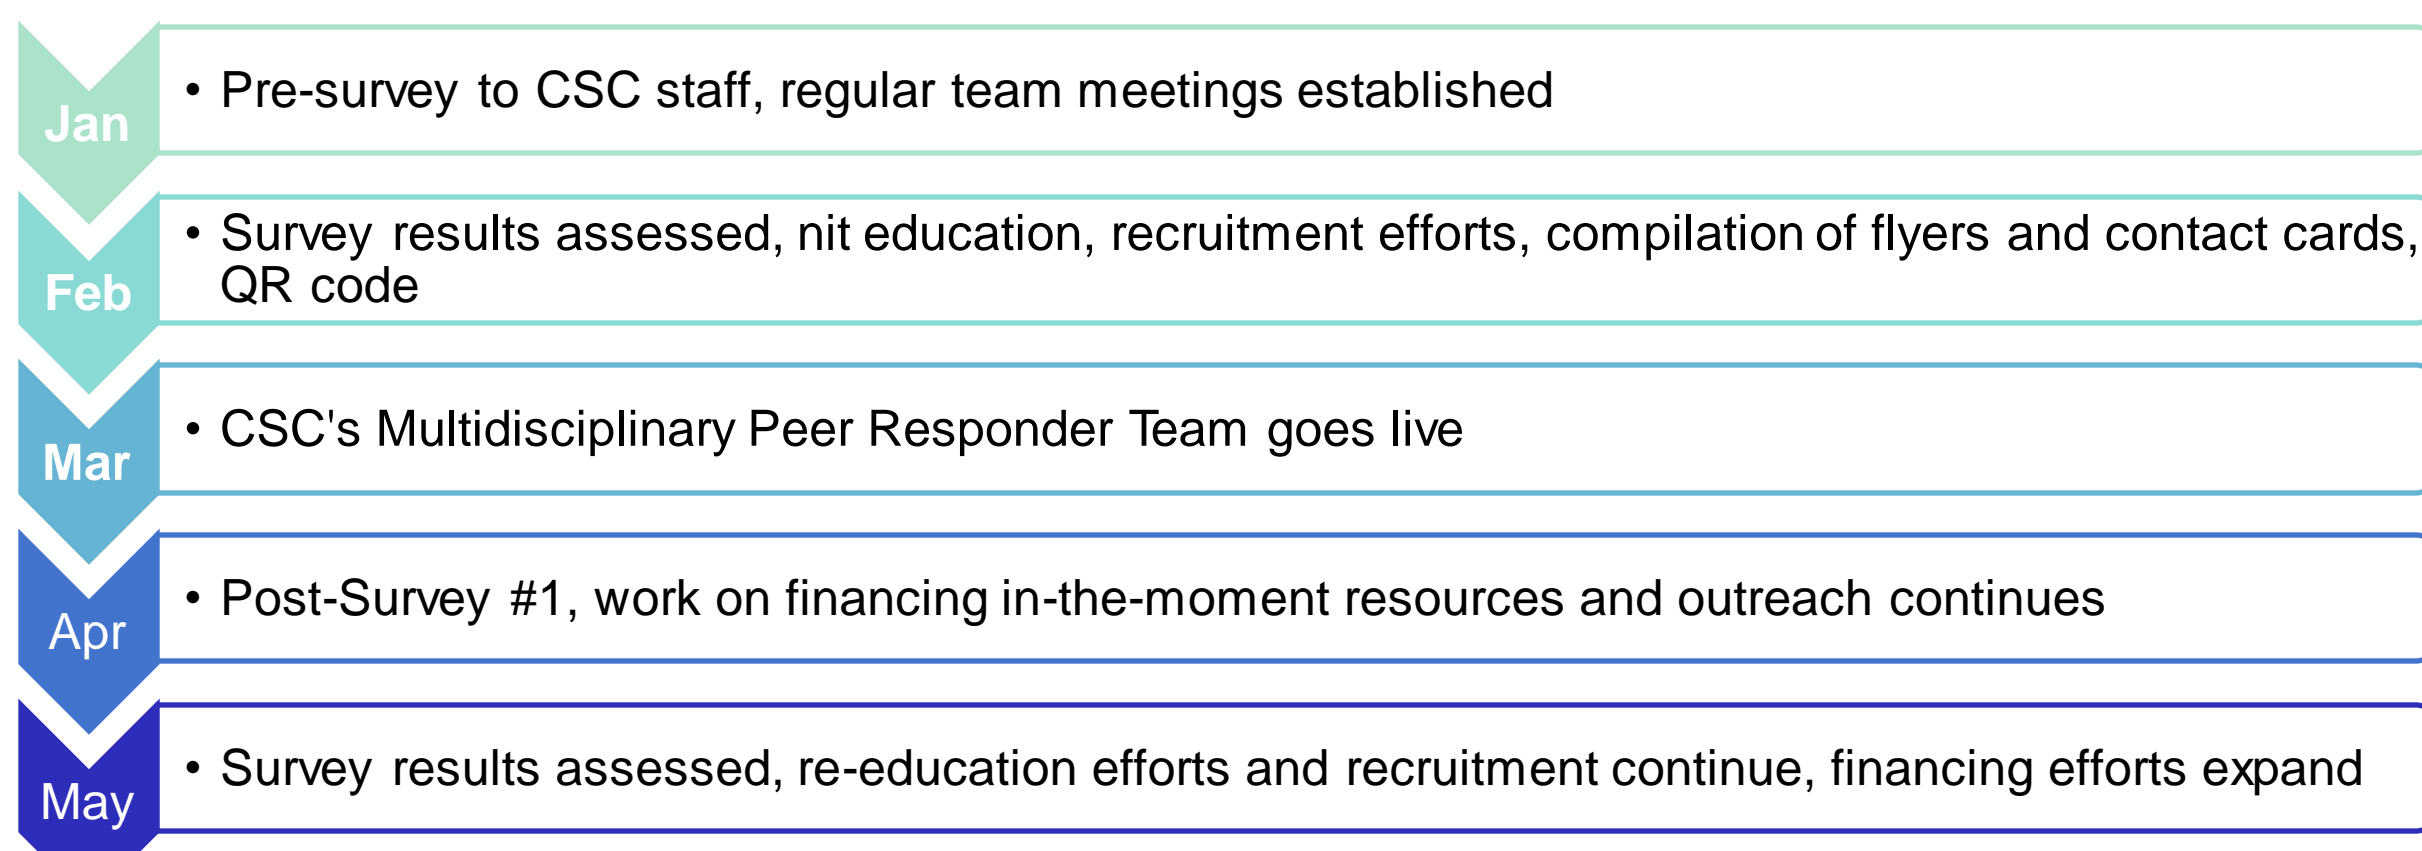 Jan
• Pre-survey to CSC staff, regular team meetings established
Feb
• Survey results assessed, nit education, recruitment efforts, compilation of flyers and contact cards,
QR code
Mar
• CSC's Multidisciplinary Peer Responder Team goes live
Apr
• Post-Survey #1, work on financing in-the-moment resources and outreach continues
May
• Survey results assessed, re-education efforts and recruitment continue, financing efforts expand